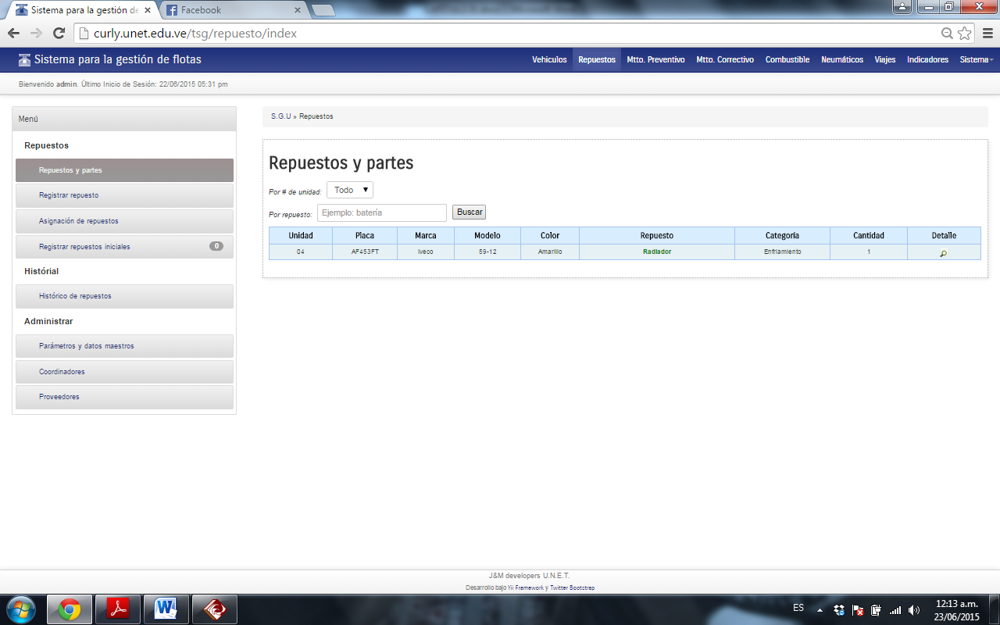 Sistema para la gestión de
Facebook
curly.unet.edu.ve/tsg/repuesto/index
Sistema para la gestión de flotas
Vehiculos Repuestos Mtto. Preventivo Mtto. Correctivo Combustible Neumáticos Viajes Indicadores Sistema
Bienvenido admin. Último Inicio de Sesión: 22/06/2015 05:31 pm
Menú
Repuestos
Repuestos y partes
Registrar repuesto
Asignación de repuestos
Registrar repuestos iniciales 0
Histórial
Histórico de repuestos
Administrar
Parámetros y datos maestros
Coordinadores
Proveedores
S.G.U » Repuestos
Repuestos y partes
Por # de unidad: Todo
Por repuesto: Ejemplo: batería Buscar
Unidad Placa Marca Modelo Color Repuesto Categoría Cantidad Detalle
04 AF453FT Iveco 59-12 Amarillo Radiador Enfriamiento 1
J&M developers U.N.E.T.
Desarrollo bajo Yii Framework y Twitter Bootstrap
ES
12:13 a.m.
23/06/2015